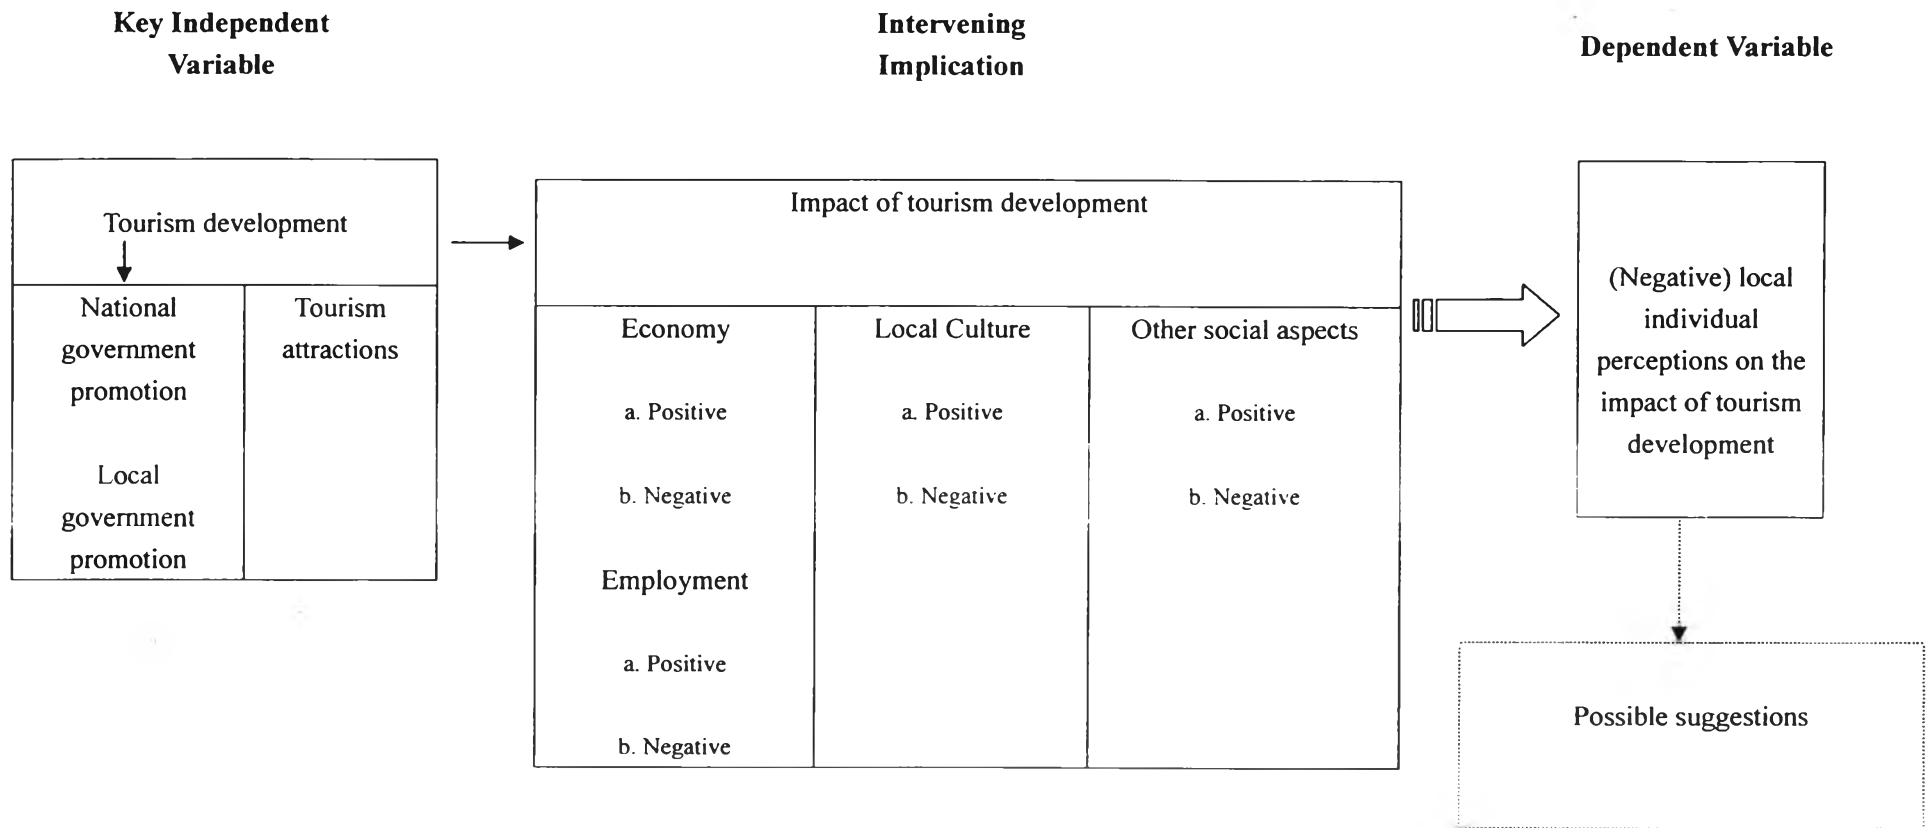 Key Independent
Variable
Intervening
Implication
Dependent Variable
Tourism development
National
government
promotion
Local
government
promotion
Tourism
attractions
Impact of tourism development
Economy
a. Positive
b. Negative
Employment
a. Positive
b. Negative
Local Culture
a. Positive
b. Negative
Other social aspects
a. Positive
b. Negative
(Negative) local
individual
perceptions on the
impact of tourism
development
Possible suggestions